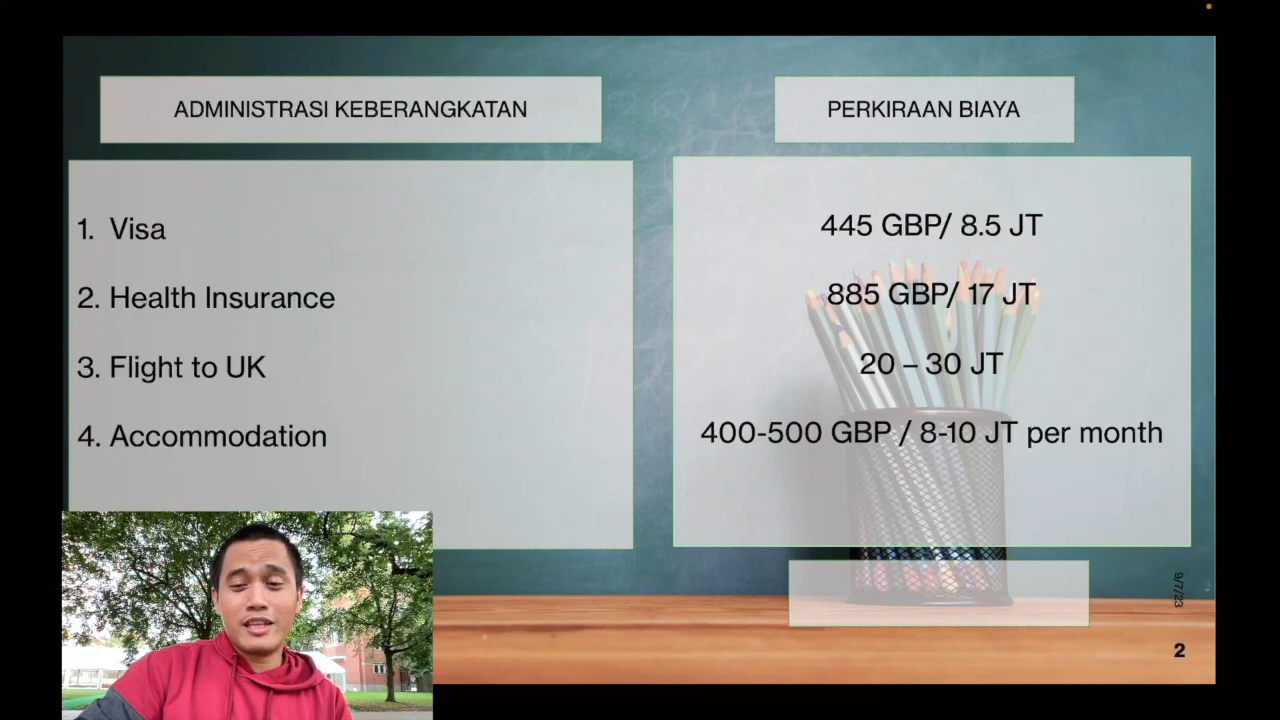 ADMINISTRASI KEBERANGKATAN
PERKIRAAN BIAYA
1. Visa
2. Health Insurance
3. Flight to UK
4. Accommodation
445 GBP/ 8.5 JT
885 GBP/ 17 JT
20 – 30 JT
400-500 GBP / 8-10 JT per month
9/7/23
2